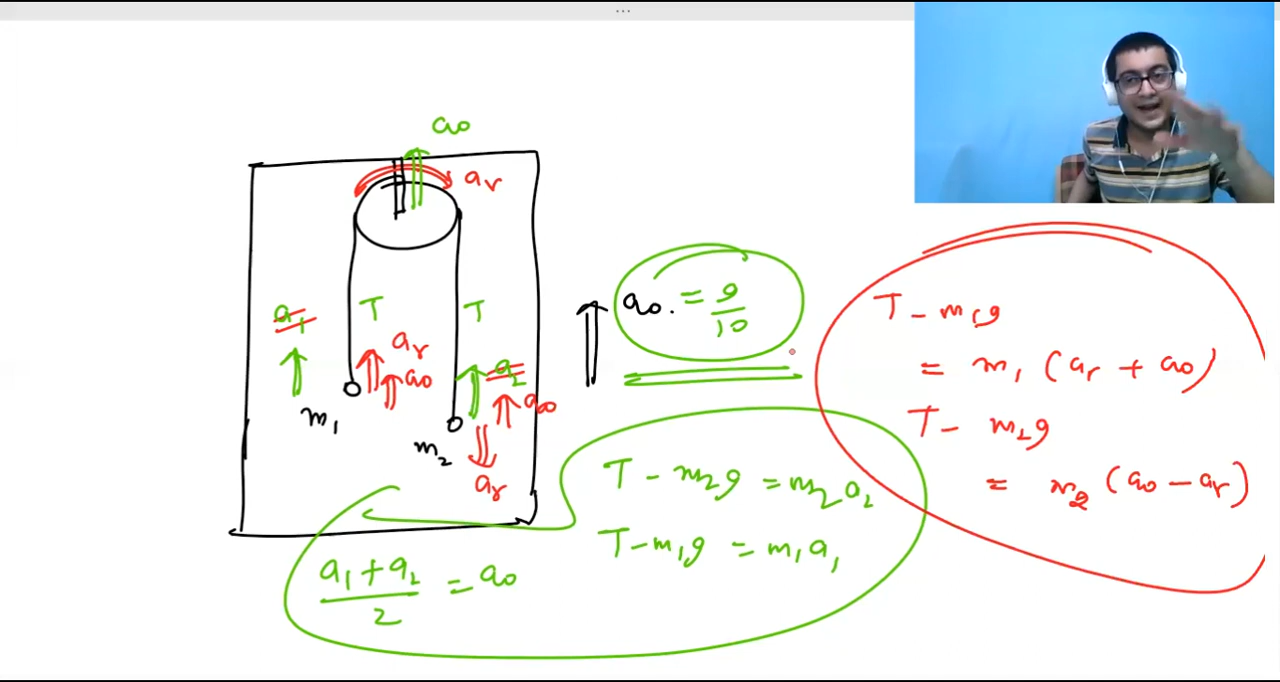 ...
a₀
aᵣ
a₁
T
T
aᵣ
a₀
a₂
a₀
m₁
m₂
aᵣ
a₀. = g/10
T - m₁g
= m₁ (aᵣ + a₀)
T - m₂g
= m₂ (a₀ - aᵣ)
T - m₂g = m₂a₂
T - m₁g = m₁a₁
(a₁ + a₂)/2 = a₀